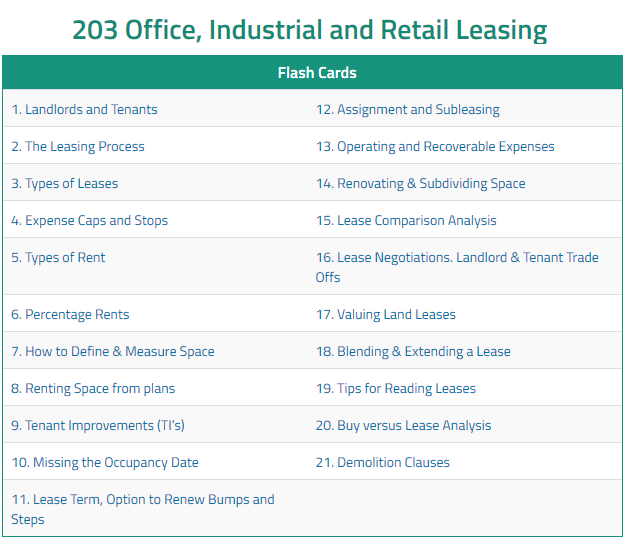 203 Office, Industrial and Retail Leasing
Flash Cards
1. Landlords and Tenants
2. The Leasing Process
3. Types of Leases
4. Expense Caps and Stops
5. Types of Rent
6. Percentage Rents
7. How to Define & Measure Space
8. Renting Space from plans
9. Tenant Improvements (TI's)
10. Missing the Occupancy Date
11. Lease Term, Option to Renew Bumps and
Steps
12. Assignment and Subleasing
13. Operating and Recoverable Expenses
14. Renovating & Subdividing Space
15. Lease Comparison Analysis
16. Lease Negotiations. Landlord & Tenant Trade
Offs
17. Valuing Land Leases
18. Blending & Extending a Lease
19. Tips for Reading Leases
20. Buy versus Lease Analysis
21. Demolition Clauses